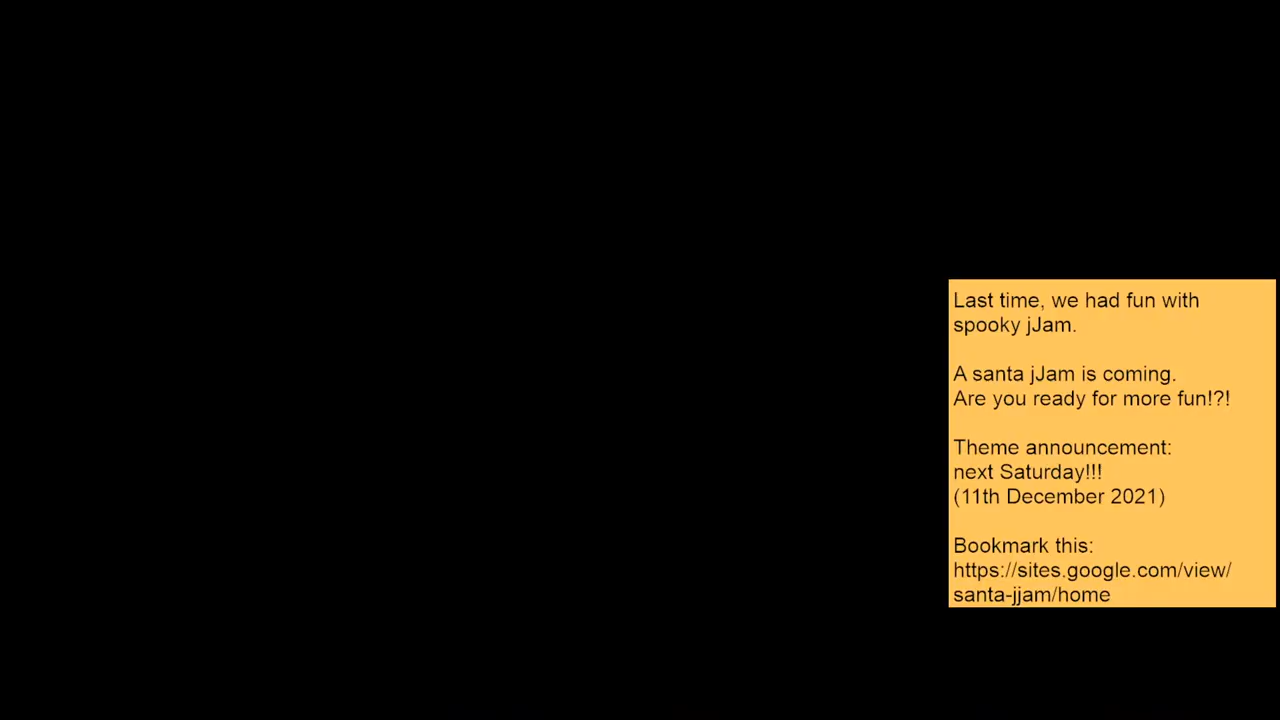 Last time, we had fun with
spooky jJam.
A santa jJam is coming.
Are you ready for more fun!?!
Theme announcement:
next Saturday!!!
(11th December 2021)
Bookmark this:
https://sites.google.com/view/
santa-jjam/home